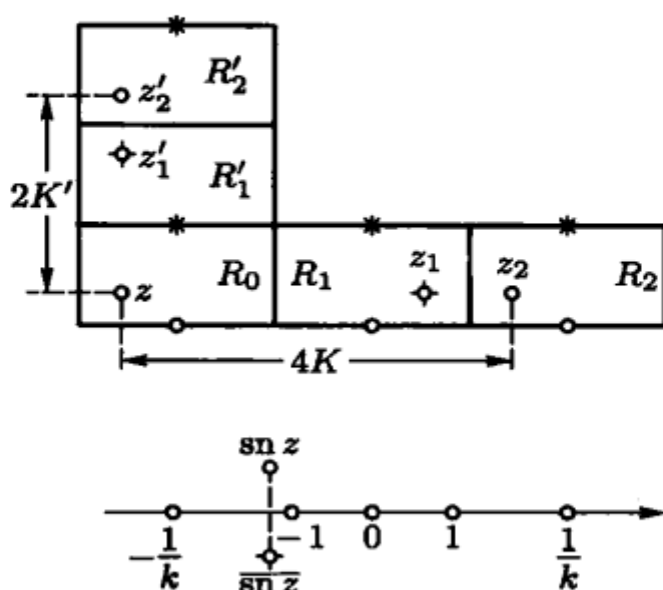 z′₂ R′₂
z′₁ R′₁
2K′
z R₀ R₁ z₁ z₂ R₂
4K
sn z
−1/k −1 0 1 1/k
s̅n̅ ̅z̅